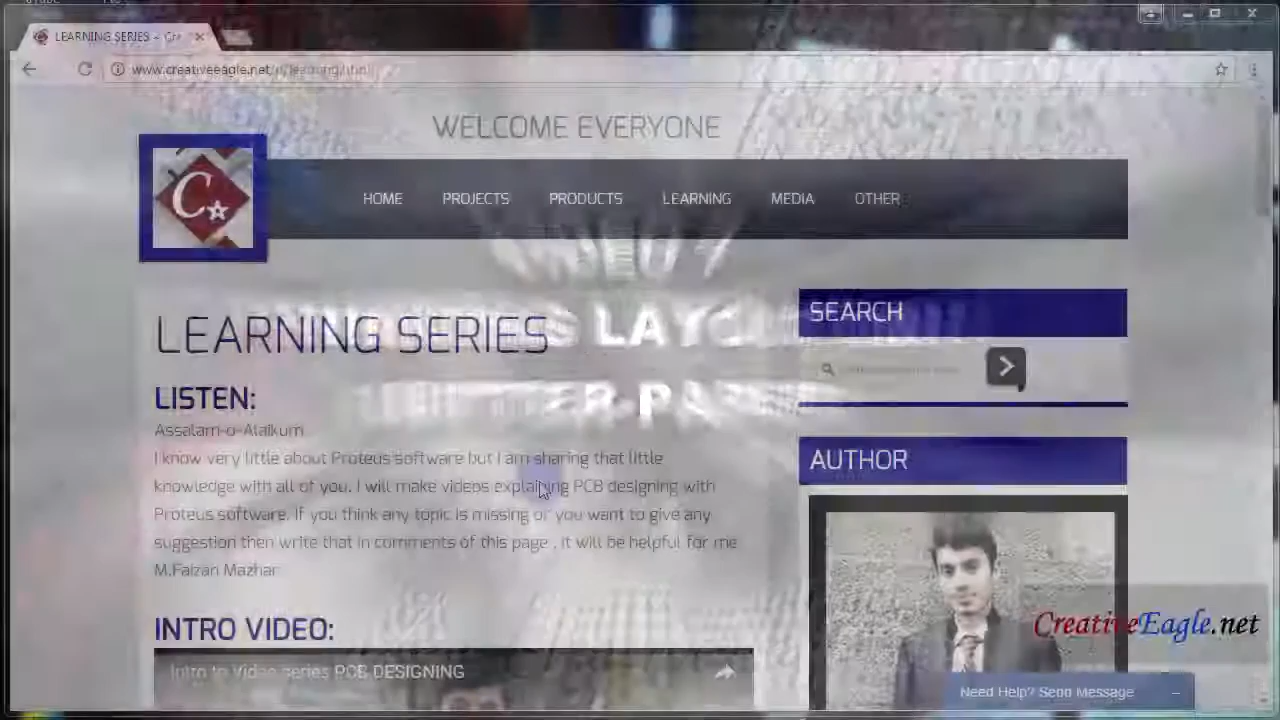 LEARNING SERIES - Cre
www.creativeeagle.net/p/learning.html
WELCOME EVERYONE
C
HOME PROJECTS PRODUCTS LEARNING MEDIA OTHER
LEARNING SERIES
LISTEN:
Assalam-o-Alaikum
I know very little about Proteus software but I am sharing that little
knowledge with all of you. I will make videos explaining PCB designing with
Proteus software. If you think any topic is missing or you want to give any
suggestion then write that in comments of this page , it will be helpful for me
M.Faizan Mazhar
INTRO VIDEO:
Intro to Video series PCB DESIGNING
SEARCH
AUTHOR
CreativeEagle.net
Need Help? Send Message